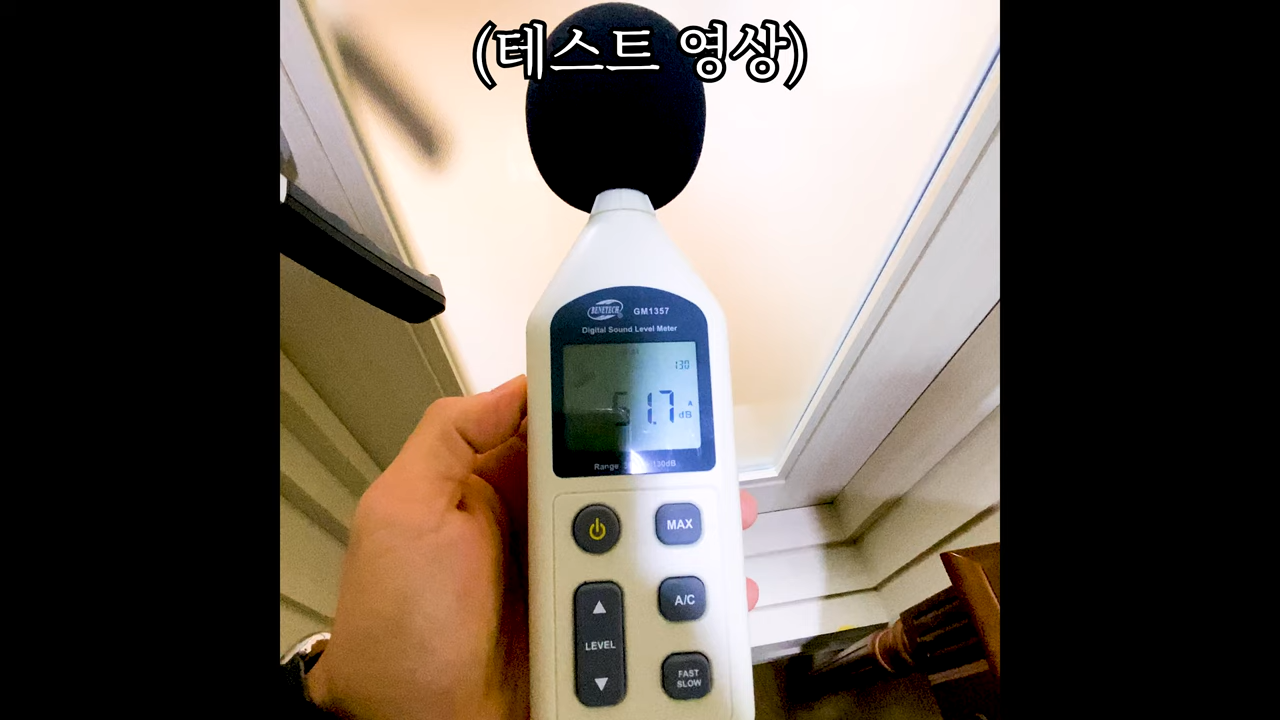 (테스트 영상)
BENETECH
GM1357
Digital Sound Level Meter
130
51.7
A
dB
Range 130dB
MAX
A/C
LEVEL
FAST
SLOW